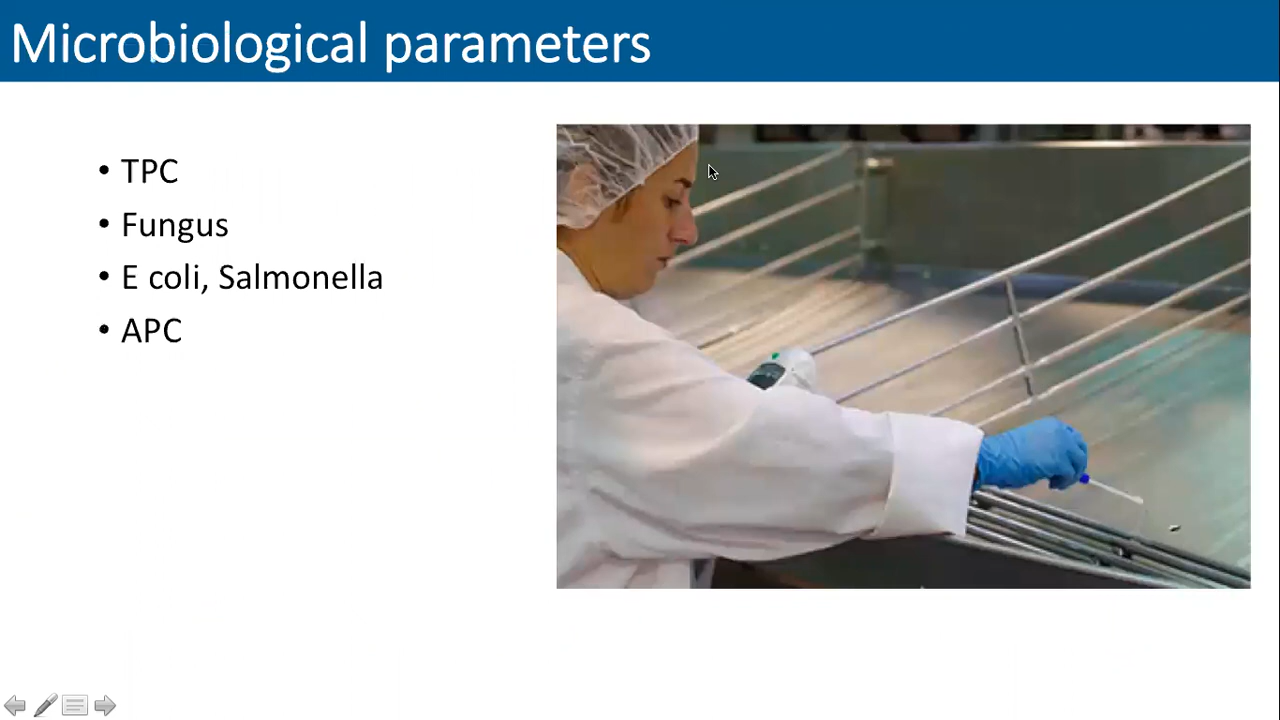 Microbiological parameters
• TPC
• Fungus
• E coli, Salmonella
• APC